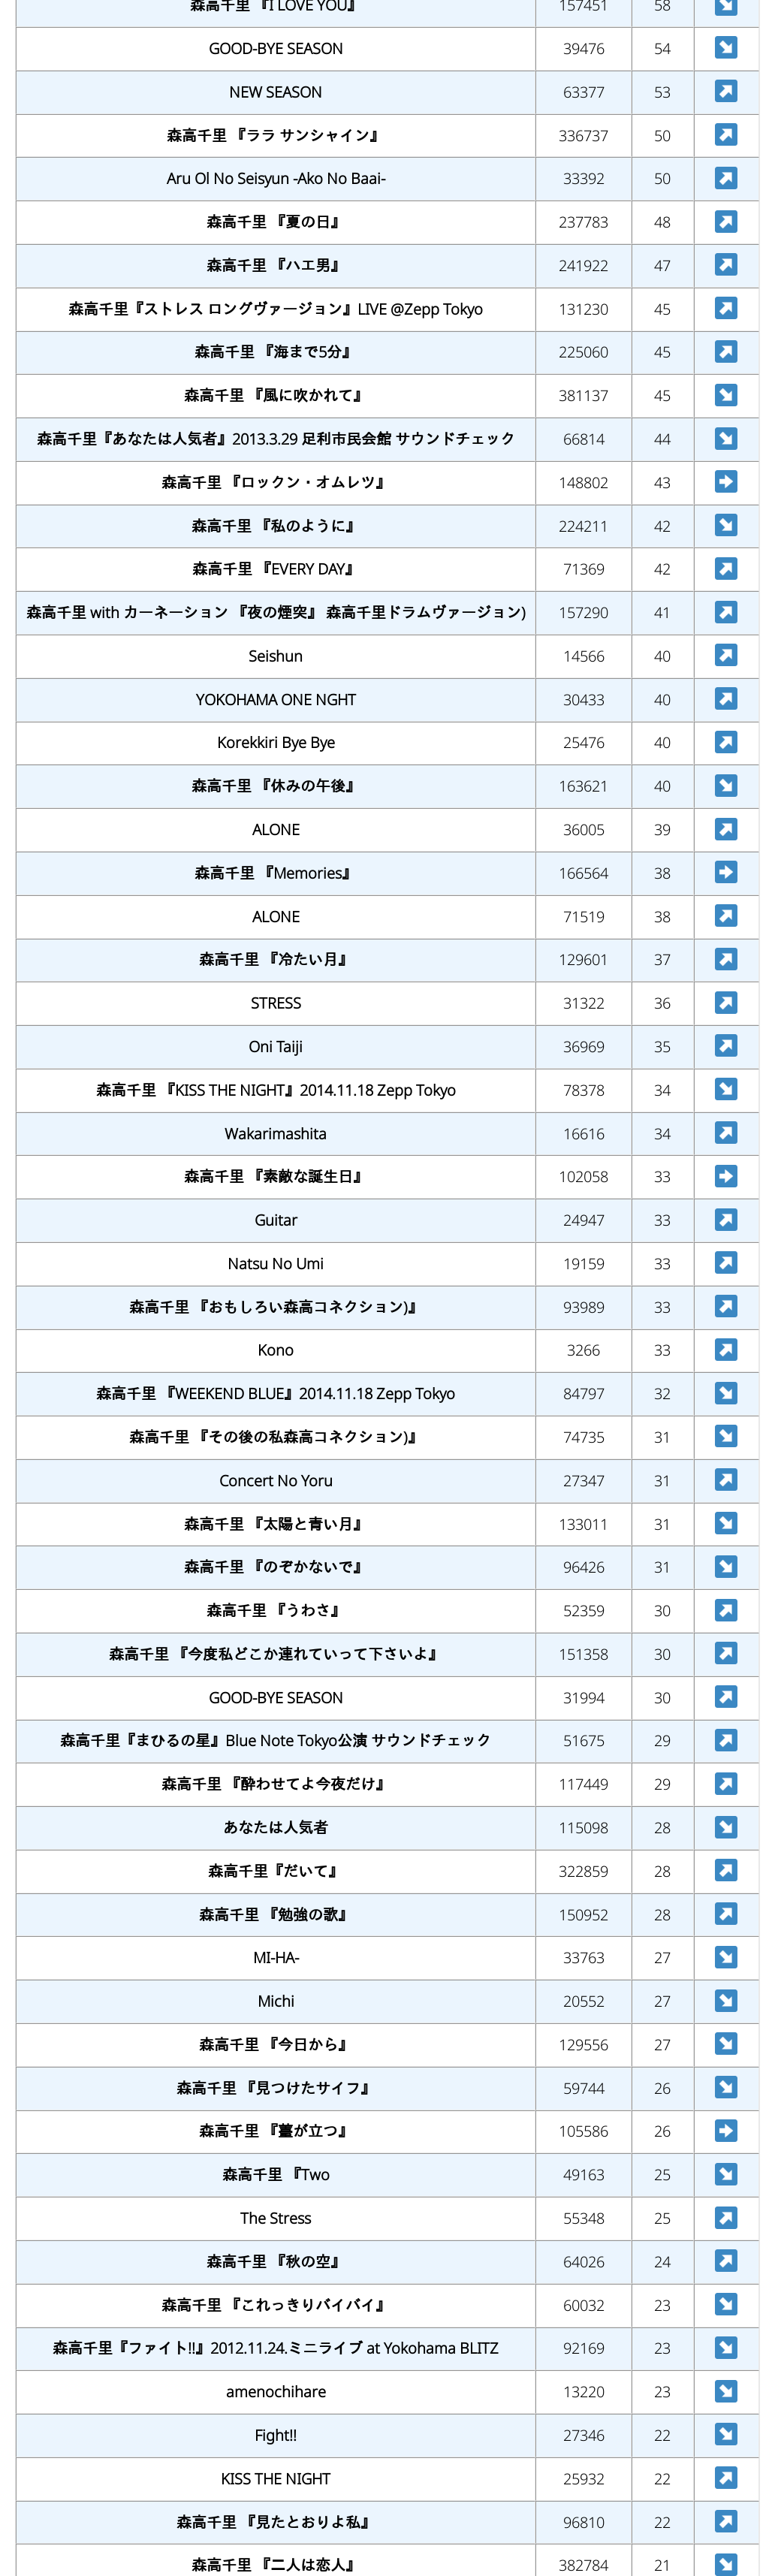 森高千里 『I LOVE YOU』 157451 58
GOOD-BYE SEASON 39476 54
NEW SEASON 63377 53
森高千里 『ララ サンシャイン』 336737 50
Aru Ol No Seisyun -Ako No Baai- 33392 50
森高千里 『夏の日』 237783 48
森高千里 『ハエ男』 241922 47
森高千里『ストレス ロングヴァージョン』LIVE @Zepp Tokyo 131230 45
森高千里 『海まで5分』 225060 45
森高千里 『風に吹かれて』 381137 45
森高千里『あなたは人気者』2013.3.29 足利市民会館 サウンドチェック 66814 44
森高千里 『ロックン・オムレツ』 148802 43
森高千里 『私のように』 224211 42
森高千里 『EVERY DAY』 71369 42
森高千里 with カーネーション 『夜の煙突』 森高千里ドラムヴァージョン) 157290 41
Seishun 14566 40
YOKOHAMA ONE NGHT 30433 40
Korekkiri Bye Bye 25476 40
森高千里 『休みの午後』 163621 40
ALONE 36005 39
森高千里 『Memories』 166564 38
ALONE 71519 38
森高千里 『冷たい月』 129601 37
STRESS 31322 36
Oni Taiji 36969 35
森高千里 『KISS THE NIGHT』2014.11.18 Zepp Tokyo 78378 34
Wakarimashita 16616 34
森高千里 『素敵な誕生日』 102058 33
Guitar 24947 33
Natsu No Umi 19159 33
森高千里 『おもしろい森高コネクション)』 93989 33
Kono 3266 33
森高千里 『WEEKEND BLUE』2014.11.18 Zepp Tokyo 84797 32
森高千里 『その後の私森高コネクション)』 74735 31
Concert No Yoru 27347 31
森高千里 『太陽と青い月』 133011 31
森高千里 『のぞかないで』 96426 31
森高千里 『うわさ』 52359 30
森高千里 『今度私どこか連れていって下さいよ』 151358 30
GOOD-BYE SEASON 31994 30
森高千里『まひるの星』Blue Note Tokyo公演 サウンドチェック 51675 29
森高千里 『酔わせてよ今夜だけ』 117449 29
あなたは人気者 115098 28
森高千里『だいて』 322859 28
森高千里 『勉強の歌』 150952 28
MI-HA- 33763 27
Michi 20552 27
森高千里 『今日から』 129556 27
森高千里 『見つけたサイフ』 59744 26
森高千里 『薹が立つ』 105586 26
森高千里 『Two 49163 25
The Stress 55348 25
森高千里 『秋の空』 64026 24
森高千里 『これっきりバイバイ』 60032 23
森高千里『ファイト!!』2012.11.24.ミニライブ at Yokohama BLITZ 92169 23
amenochihare 13220 23
Fight!! 27346 22
KISS THE NIGHT 25932 22
森高千里 『見たとおりよ私』 96810 22
森高千里 『二人は恋人』 382784 21